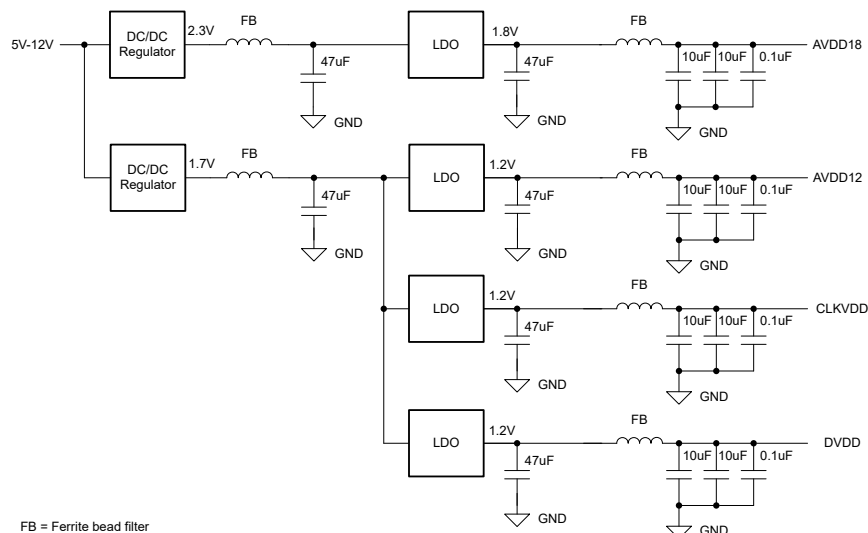 5V-12V
DC/DC
Regulator
2.3V
FB
47uF
GND
LDO
1.8V
47uF
GND
FB
10uF
10uF
0.1uF
GND
AVDD18
DC/DC
Regulator
1.7V
FB
47uF
GND
LDO
1.2V
47uF
GND
FB
10uF
10uF
0.1uF
GND
AVDD12
LDO
1.2V
47uF
GND
FB
10uF
10uF
0.1uF
GND
CLKVDD
LDO
1.2V
47uF
GND
FB
10uF
10uF
0.1uF
GND
DVDD
FB = Ferrite bead filter